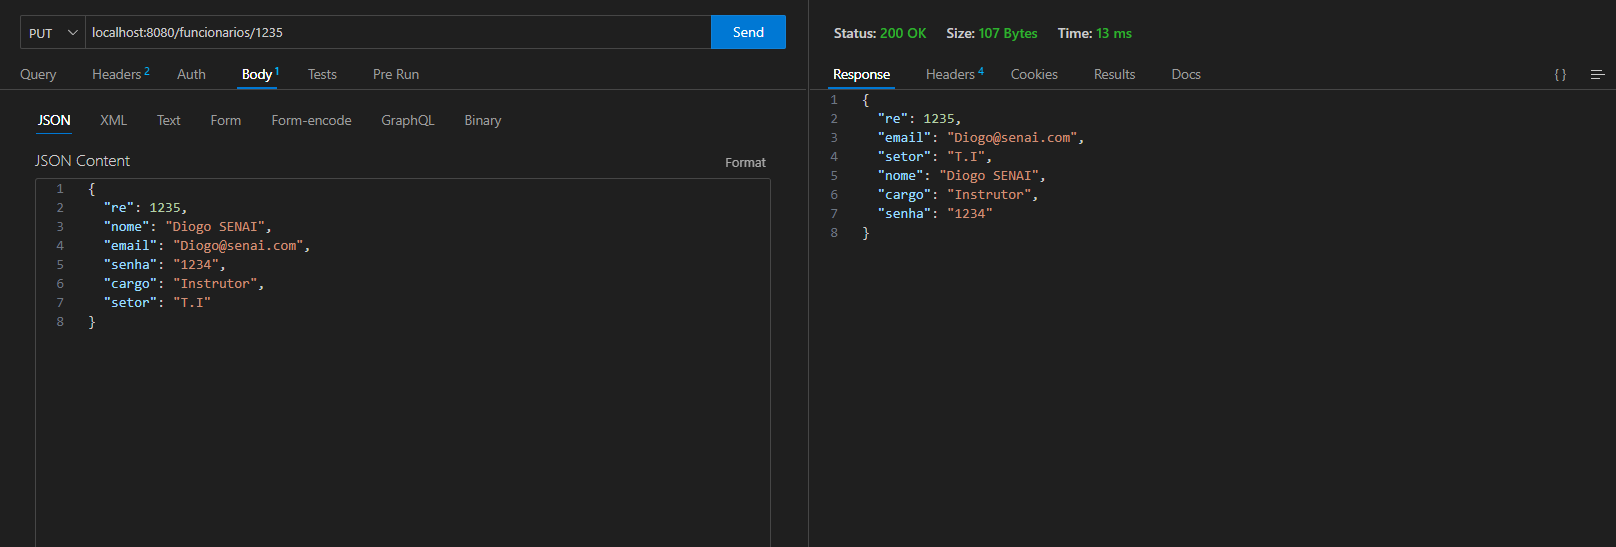 PUT localhost:8080/funcionarios/1235 Send
Query Headers 2 Auth Body 1 Tests Pre Run
JSON XML Text Form Form-encode GraphQL Binary
JSON Content Format
1 {
2 "re": 1235,
3 "nome": "Diogo SENAI",
4 "email": "Diogo@senai.com",
5 "senha": "1234",
6 "cargo": "Instrutor",
7 "setor": "T.I"
8 }
Status: 200 OK Size: 107 Bytes Time: 13 ms
Response Headers 4 Cookies Results Docs { }
1 {
2 "re": 1235,
3 "email": "Diogo@senai.com",
4 "setor": "T.I",
5 "nome": "Diogo SENAI",
6 "cargo": "Instrutor",
7 "senha": "1234"
8 }